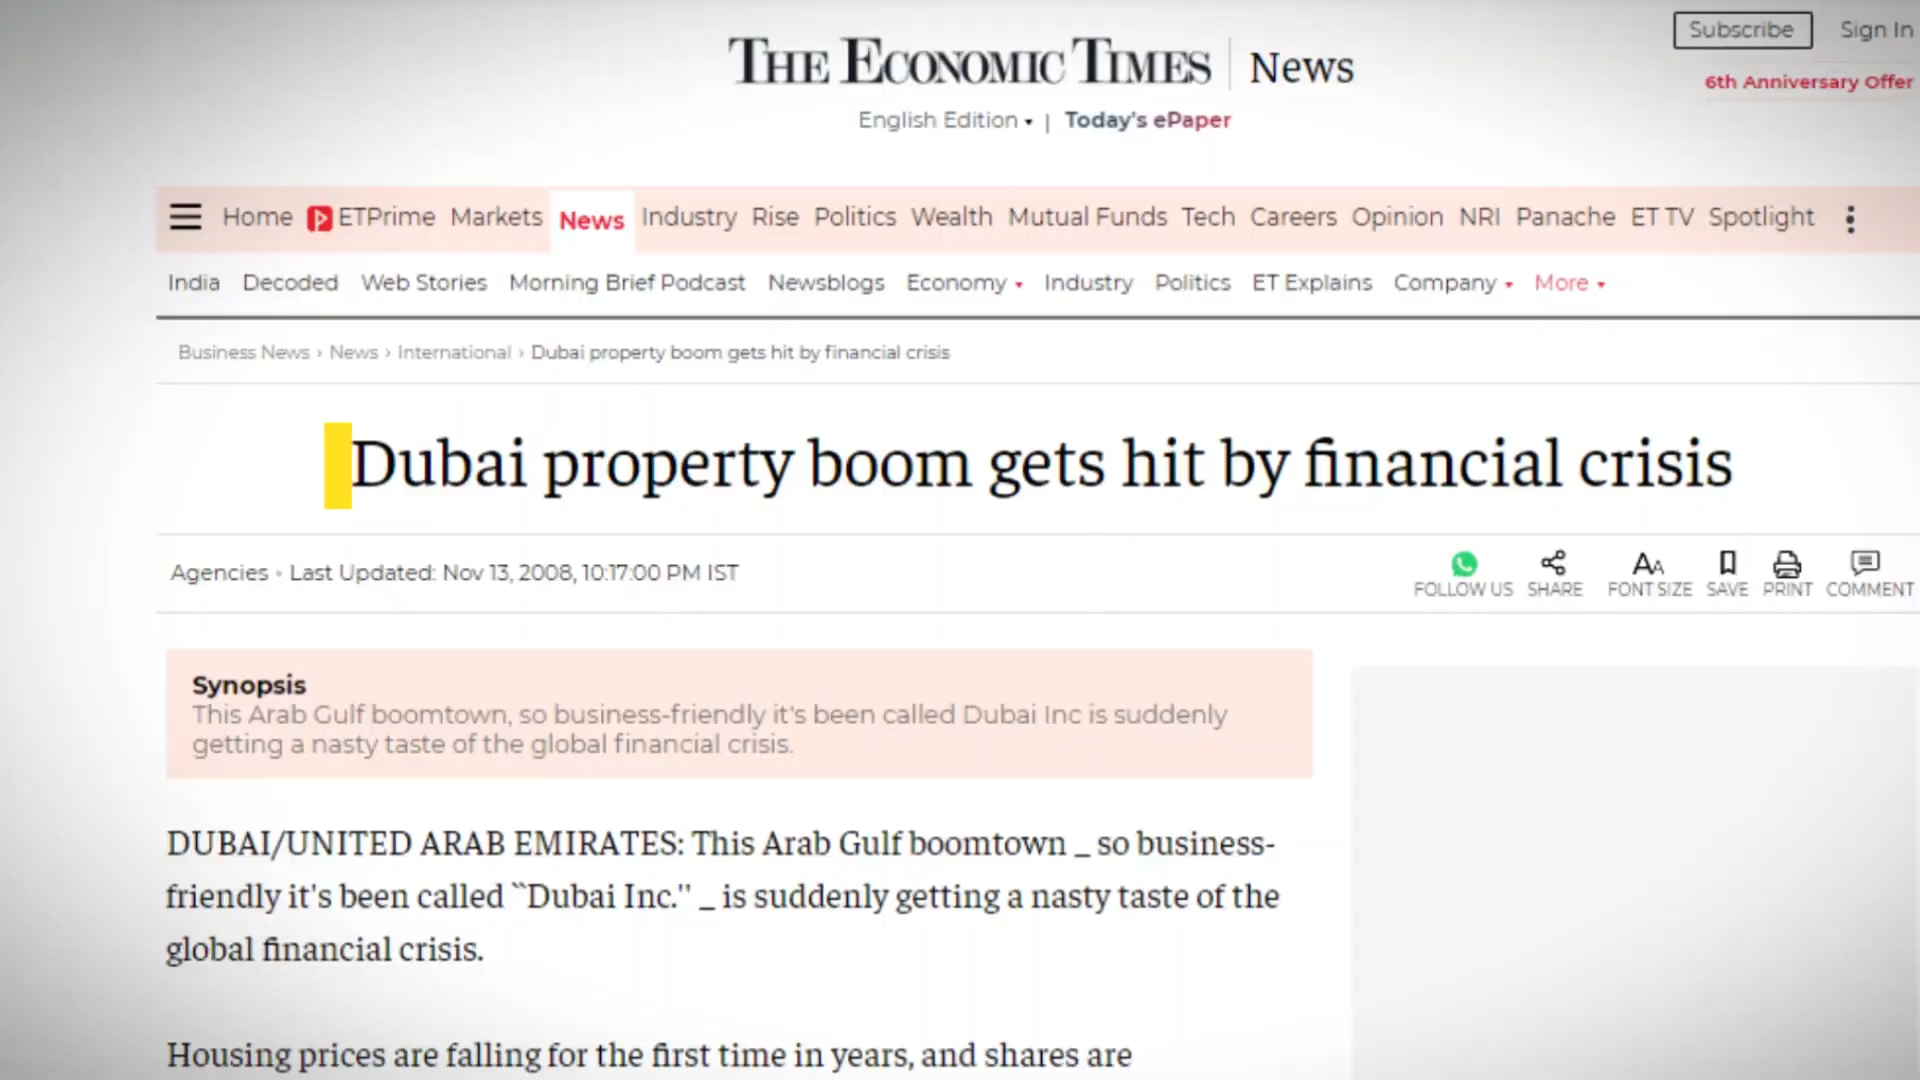 THE ECONOMIC TIMES News
Subscribe Sign In
6th Anniversary Offer
English Edition | Today's ePaper
Home ETPrime Markets News Industry Rise Politics Wealth Mutual Funds Tech Careers Opinion NRI Panache ET TV Spotlight
India Decoded Web Stories Morning Brief Podcast Newsblogs Economy Industry Politics ET Explains Company More
Business News › News › International › Dubai property boom gets hit by financial crisis
Dubai property boom gets hit by financial crisis
Agencies • Last Updated: Nov 13, 2008, 10:17:00 PM IST
FOLLOW US SHARE FONT SIZE SAVE PRINT COMMENT
Synopsis
This Arab Gulf boomtown, so business-friendly it's been called Dubai Inc is suddenly
getting a nasty taste of the global financial crisis.
DUBAI/UNITED ARAB EMIRATES: This Arab Gulf boomtown _ so business-
friendly it's been called ``Dubai Inc.'' _ is suddenly getting a nasty taste of the
global financial crisis.
Housing prices are falling for the first time in years, and shares are